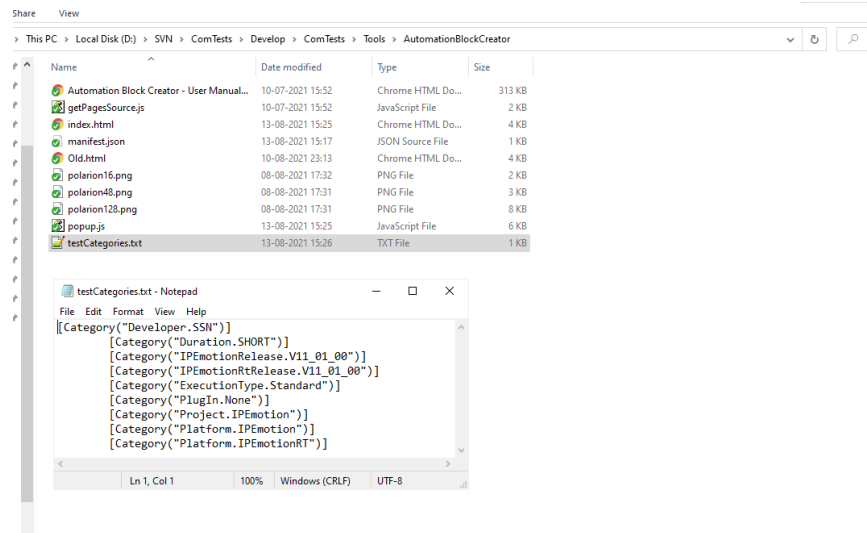 Share View
This PC > Local Disk (D:) > SVN > ComTests > Develop > ComTests > Tools > AutomationBlockCreator
Name Date modified Type Size
Automation Block Creator - User Manual... 10-07-2021 15:52 Chrome HTML Do... 313 KB
getPagesSource.js 10-07-2021 15:52 JavaScript File 2 KB
index.html 13-08-2021 15:25 Chrome HTML Do... 4 KB
manifest.json 13-08-2021 15:17 JSON Source File 1 KB
Old.html 10-08-2021 23:13 Chrome HTML Do... 4 KB
polarion16.png 08-08-2021 17:32 PNG File 2 KB
polarion48.png 08-08-2021 17:31 PNG File 3 KB
polarion128.png 08-08-2021 17:31 PNG File 8 KB
popup.js 13-08-2021 15:25 JavaScript File 6 KB
testCategories.txt 13-08-2021 15:26 TXT File 1 KB
testCategories.txt - Notepad
File Edit Format View Help
[Category("Developer.SSN")]
[Category("Duration.SHORT")]
[Category("IPEmotionRelease.V11_01_00")]
[Category("IPEmotionRtRelease.V11_01_00")]
[Category("ExecutionType.Standard")]
[Category("PlugIn.None")]
[Category("Project.IPEmotion")]
[Category("Platform.IPEmotion")]
[Category("Platform.IPEmotionRT")]
Ln 1, Col 1 100% Windows (CRLF) UTF-8